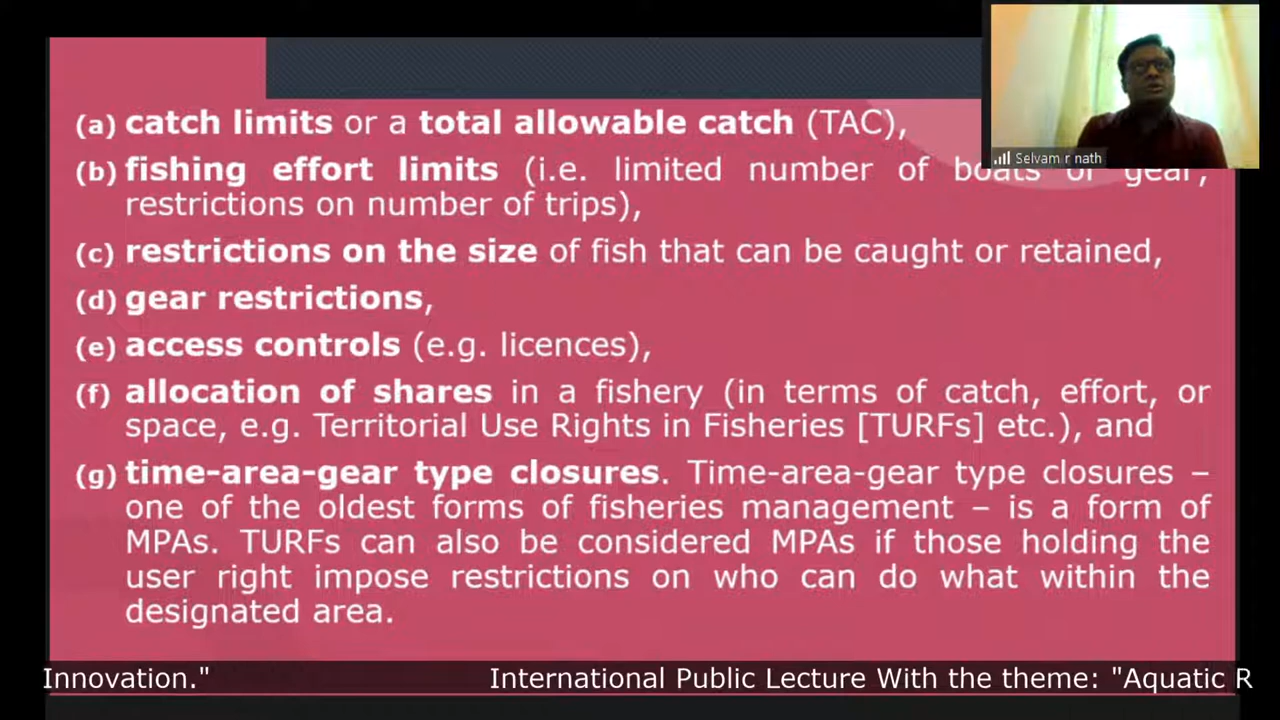 (a) catch limits or a total allowable catch (TAC),
(b) fishing effort limits (i.e. limited number of boats or gear,
restrictions on number of trips),
(c) restrictions on the size of fish that can be caught or retained,
(d) gear restrictions,
(e) access controls (e.g. licences),
(f) allocation of shares in a fishery (in terms of catch, effort, or
space, e.g. Territorial Use Rights in Fisheries [TURFs] etc.), and
(g) time-area-gear type closures. Time-area-gear type closures –
one of the oldest forms of fisheries management – is a form of
MPAs. TURFs can also be considered MPAs if those holding the
user right impose restrictions on who can do what within the
designated area.
Selvam r nath
Innovation." International Public Lecture With the theme: "Aquatic R